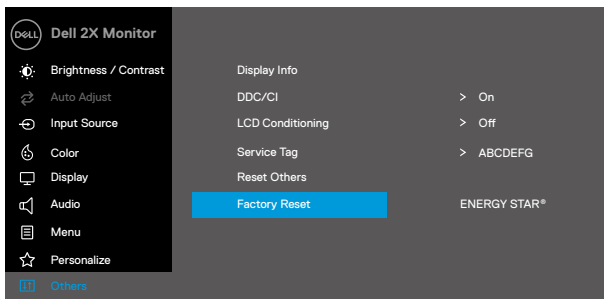 DELL Dell 2X Monitor
Brightness / Contrast
Auto Adjust
Input Source
Color
Display
Audio
Menu
Personalize
Others
Display Info
DDC/CI > On
LCD Conditioning > Off
Service Tag > ABCDEFG
Reset Others
Factory Reset ENERGY STAR®